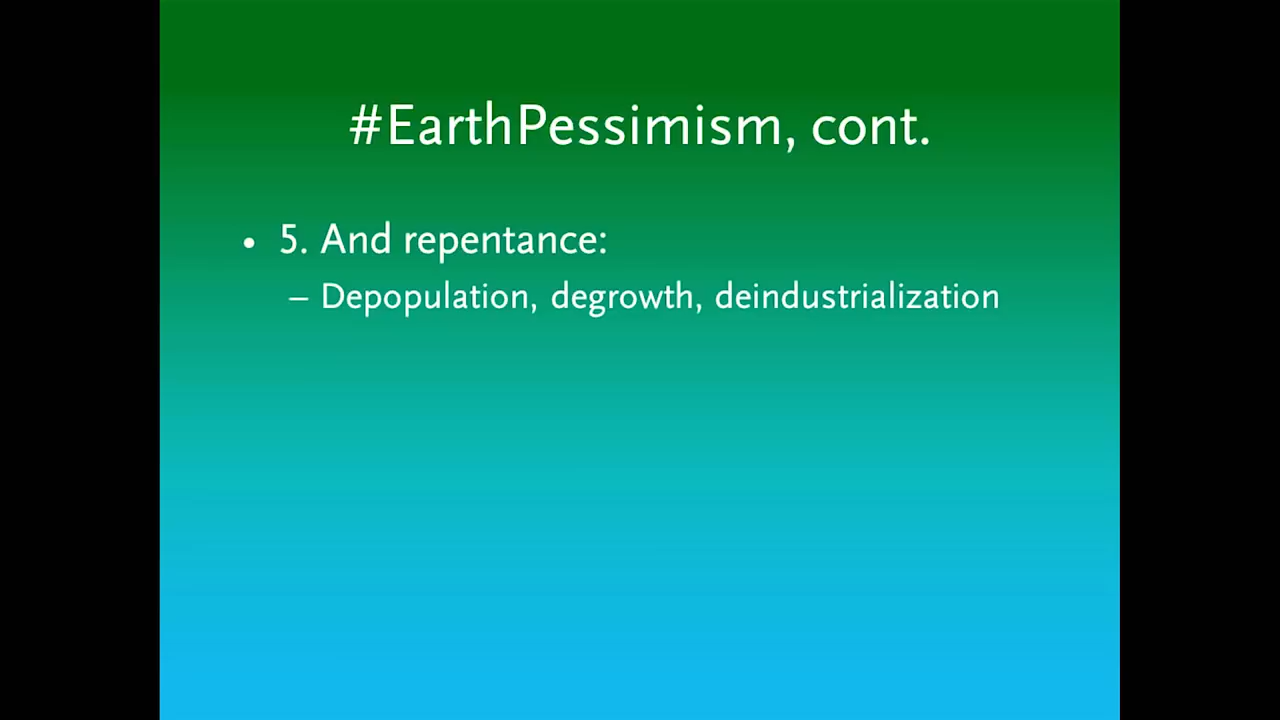 #EarthPessimism, cont.
• 5. And repentance:
– Depopulation, degrowth, deindustrialization